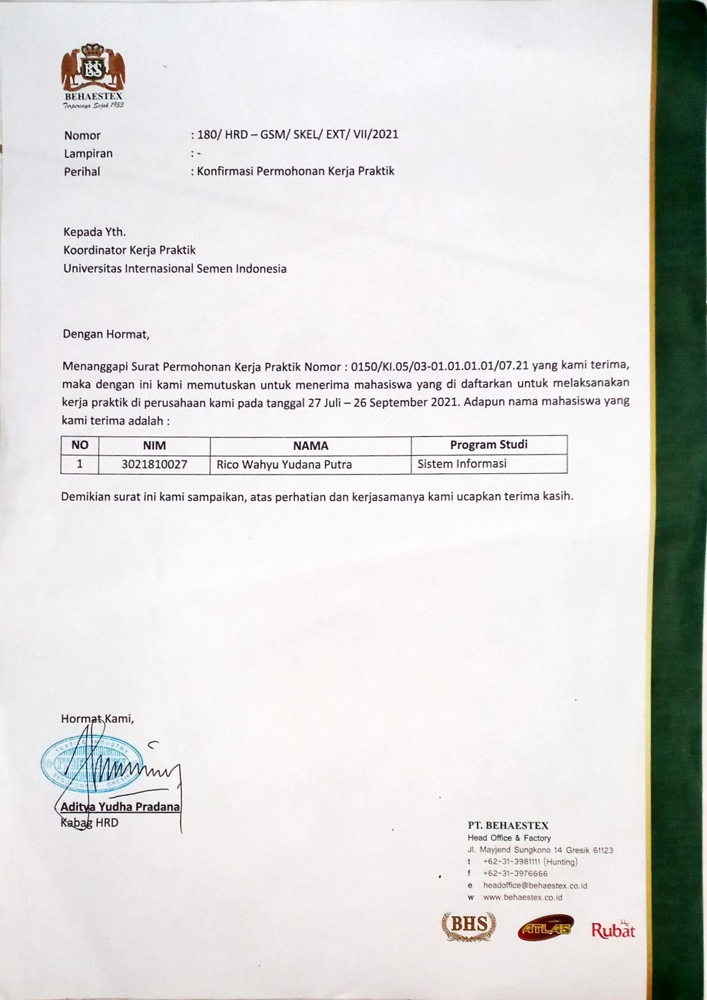 BHS
BEHAESTEX
Terpercaya Sejak 1953
Nomor : 180/ HRD – GSM/ SKEL/ EXT/ VII/2021
Lampiran : -
Perihal : Konfirmasi Permohonan Kerja Praktik
Kepada Yth.
Koordinator Kerja Praktik
Universitas Internasional Semen Indonesia
Dengan Hormat,
Menanggapi Surat Permohonan Kerja Praktik Nomor : 0150/KI.05/03-01.01.01.01/07.21 yang kami terima,
maka dengan ini kami memutuskan untuk menerima mahasiswa yang di daftarkan untuk melaksanakan
kerja praktik di perusahaan kami pada tanggal 27 Juli – 26 September 2021. Adapun nama mahasiswa yang
kami terima adalah :
NO NIM NAMA Program Studi
1 3021810027 Rico Wahyu Yudana Putra Sistem Informasi
Demikian surat ini kami sampaikan, atas perhatian dan kerjasamanya kami ucapkan terima kasih.
Hormat Kami,
TEXTILE INDUSTRY
PT. BEHAESTEX
GRESIK
Aditya Yudha Pradana
Kabag HRD
PT. BEHAESTEX
Head Office & Factory
Jl. Mayjend Sungkono 14 Gresik 61123
t +62-31-3981111 (Hunting)
f +62-31-3976666
e headoffice@behaestex.co.id
w www.behaestex.co.id
BHS ATLAS Rubat